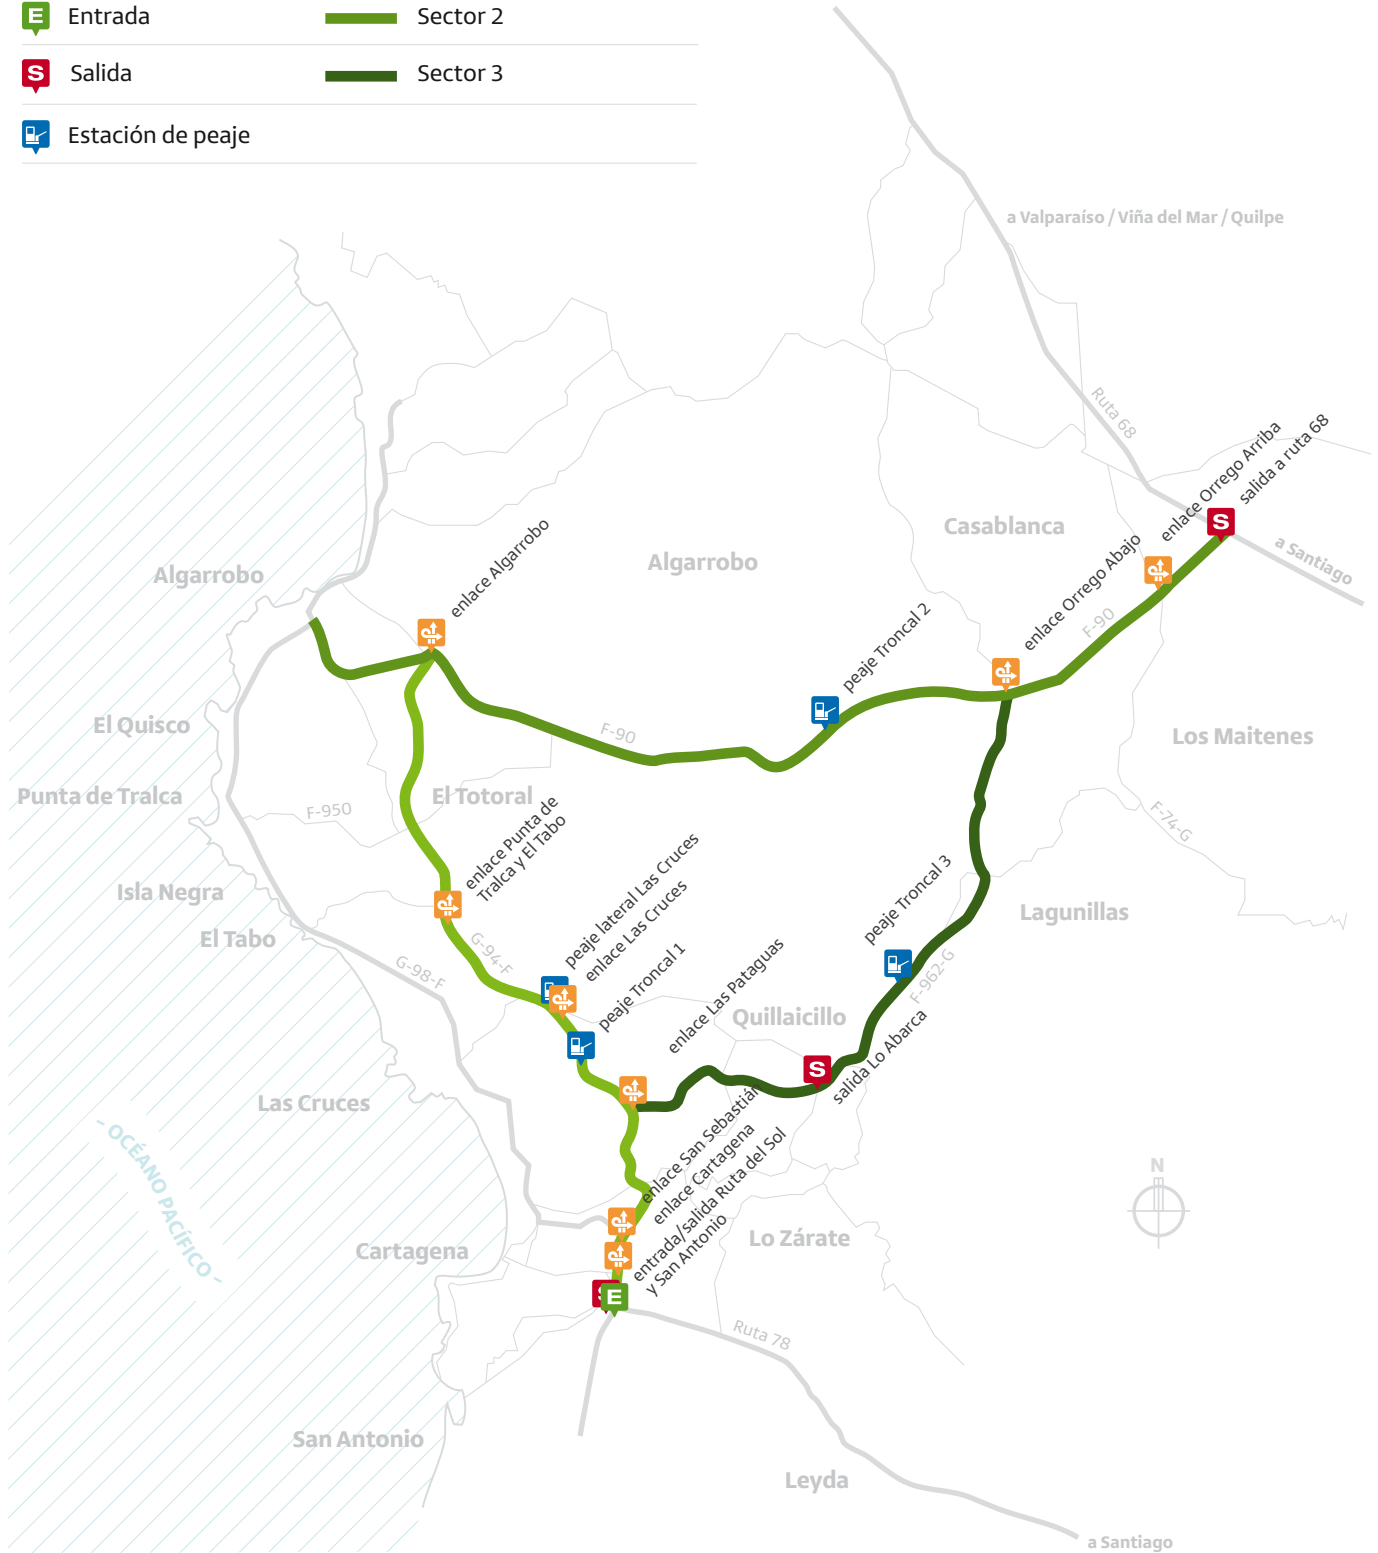 E Entrada
Sector 2
S Salida
Sector 3
Estación de peaje
a Valparaíso / Viña del Mar / Quilpe
Ruta 68
enlace Orrego Arriba
salida a ruta 68
S
a Santiago
Casablanca
enlace Orrego Abajo
F-90
Algarrobo
Algarrobo
enlace Algarrobo
peaje Troncal 2
F-90
El Quisco
Los Maitenes
Punta de Tralca
El Totoral
F-950
F-74-G
enlace Punta de
Tralca y El Tabo
Isla Negra
peaje lateral Las Cruces
enlace Las Cruces
peaje Troncal 3
Lagunillas
El Tabo
G-94-F
G-98-F
peaje Troncal 1
enlace Las Pataguas
F-962-G
Quillaicillo
S
salida Lo Abarca
Las Cruces
- OCÉANO PACÍFICO -
enlace San Sebastián
enlace Cartagena
entrada/salida Ruta del Sol
y San Antonio
N
Cartagena
Lo Zárate
S
E
Ruta 78
San Antonio
Leyda
a Santiago